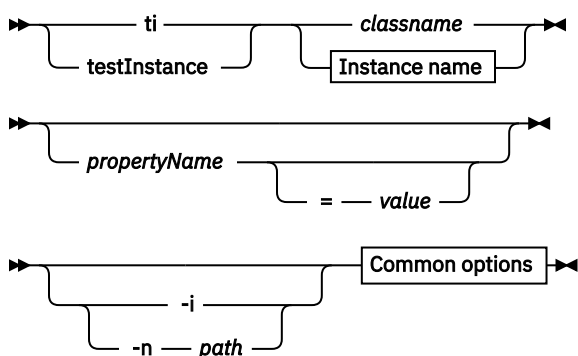 ti classname
testInstance Instance name
propertyName
= value
Common options
-i
-n path